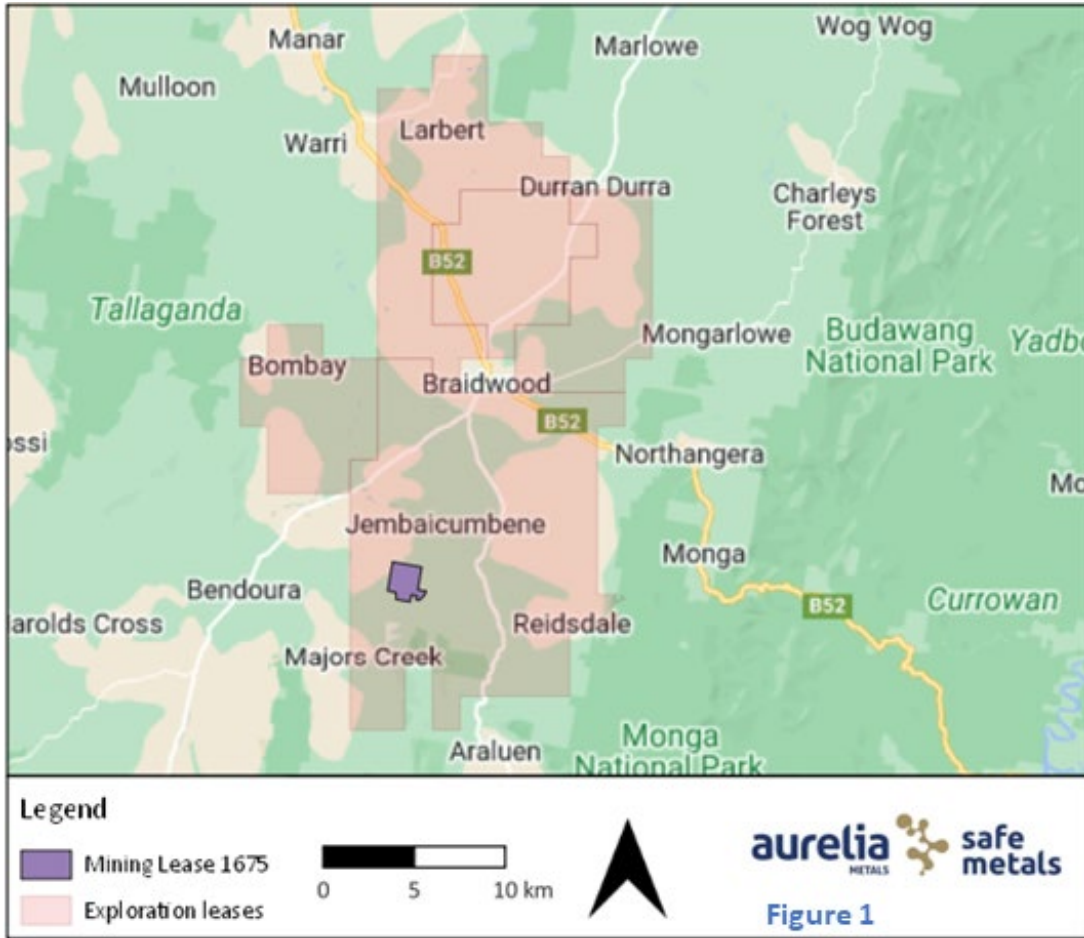 Wog Wog
Manar
Marlowe
Mulloon
Larbert
Warri
Durran Durra
Charleys
Forest
B52
Tallaganda
Mongarlowe
Budawang
National Park
Yadbo
Bombay
Braidwood
B52
ossi
Northangera
Mo
Jembaicumbene
Monga
Bendoura
B52
Currowan
arolds Cross
Reidsdale
Majors Creek
Araluen
Monga
National Park
Legend
Mining Lease 1675
Exploration leases
0 5 10 km
aurelia
METALS
safe
metals
Figure 1